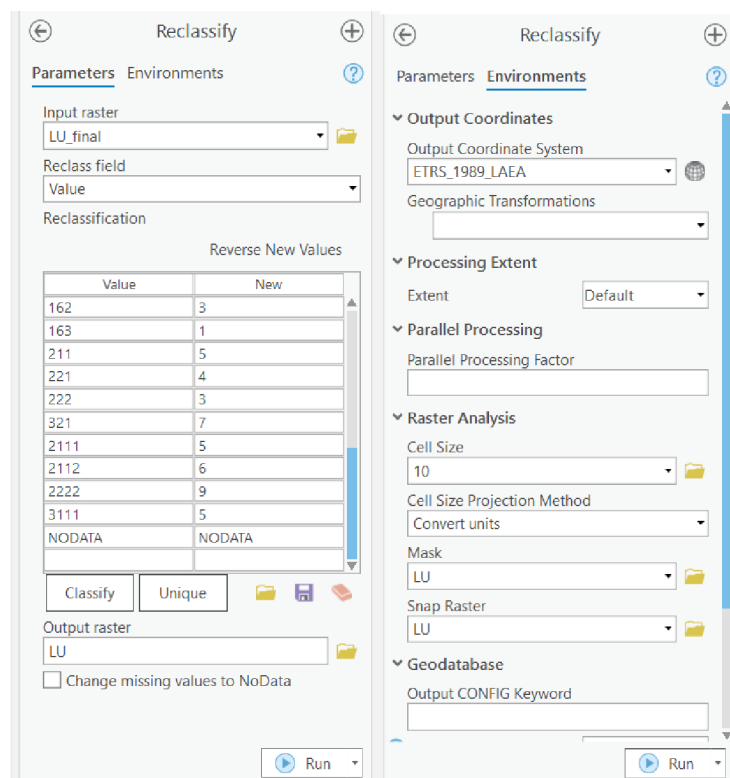 Reclassify
Parameters Environments
Input raster
LU_final
Reclass field
Value
Reclassification
Reverse New Values
Value New
162 3
163 1
211 5
221 4
222 3
321 7
2111 5
2112 6
2222 9
3111 5
NODATA NODATA
Classify Unique
Output raster
LU
Change missing values to NoData
Run
Reclassify
Parameters Environments
Output Coordinates
Output Coordinate System
ETRS_1989_LAEA
Geographic Transformations
Processing Extent
Extent Default
Parallel Processing
Parallel Processing Factor
Raster Analysis
Cell Size
10
Cell Size Projection Method
Convert units
Mask
LU
Snap Raster
LU
Geodatabase
Output CONFIG Keyword
Run